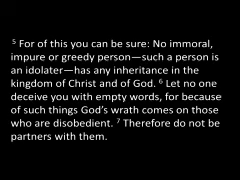 ⁵ For of this you can be sure: No immoral,
impure or greedy person—such a person is
an idolater—has any inheritance in the
kingdom of Christ and of God. ⁶ Let no one
deceive you with empty words, for because
of such things God's wrath comes on those
who are disobedient. ⁷ Therefore do not be
partners with them.